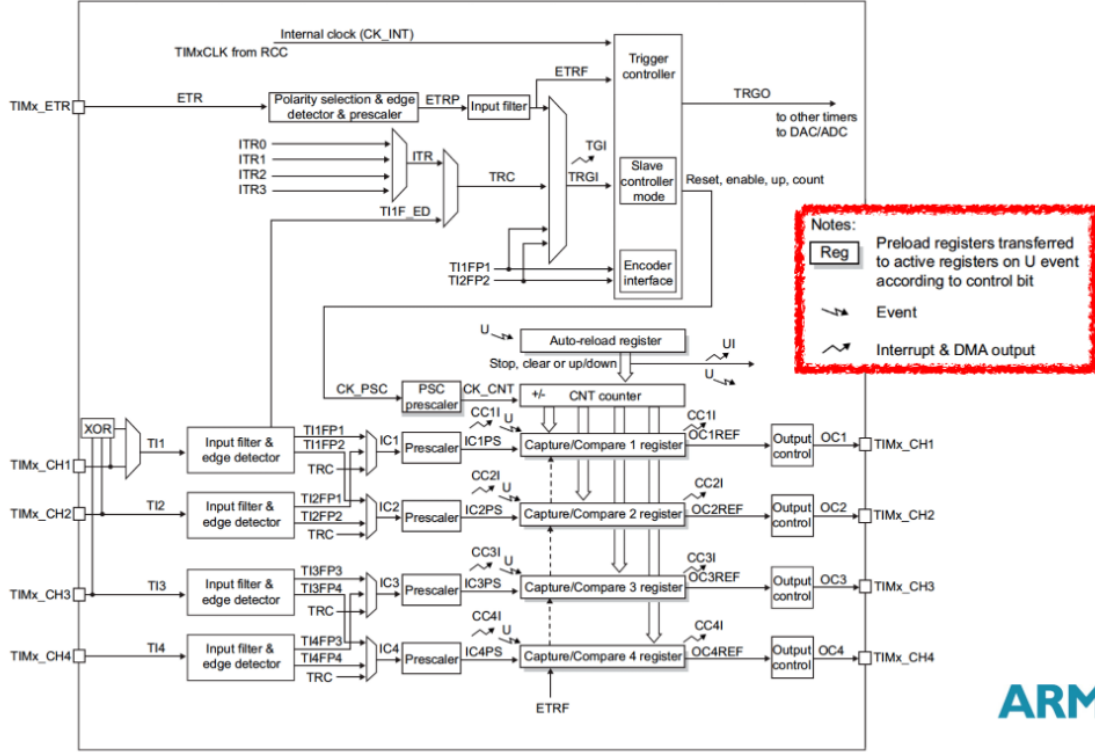 Internal clock (CK_INT)
TIMxCLK from RCC
Trigger
controller
ETRF
TIMx_ETR
ETR
Polarity selection & edge
detector & prescaler
ETRP
Input filter
TRGO
to other timers
to DAC/ADC
ITR0
ITR1
ITR2
ITR3
ITR
TRC
TI1F_ED
TGI
TRGI
Slave
controller
mode
Reset, enable, up, count
TI1FP1
TI2FP2
Encoder
interface
Notes:
Reg
Preload registers transferred
to active registers on U event
according to control bit
Event
Interrupt & DMA output
U
Auto-reload register
UI
Stop, clear or up/down
U
CK_PSC
PSC
prescaler
CK_CNT
+/-
CNT counter
XOR
TIMx_CH1
TI1
Input filter &
edge detector
TI1FP1
TI1FP2
TRC
IC1
Prescaler
IC1PS
CC1I
U
Capture/Compare 1 register
CC1I
OC1REF
Output
control
OC1
TIMx_CH1
TIMx_CH2
TI2
Input filter &
edge detector
TI2FP1
TI2FP2
TRC
IC2
Prescaler
IC2PS
CC2I
U
Capture/Compare 2 register
CC2I
OC2REF
Output
control
OC2
TIMx_CH2
TIMx_CH3
TI3
Input filter &
edge detector
TI3FP3
TI3FP4
TRC
IC3
Prescaler
IC3PS
CC3I
U
Capture/Compare 3 register
CC3I
OC3REF
Output
control
OC3
TIMx_CH3
TIMx_CH4
TI4
Input filter &
edge detector
TI4FP3
TI4FP4
TRC
IC4
Prescaler
IC4PS
CC4I
U
Capture/Compare 4 register
CC4I
OC4REF
Output
control
OC4
TIMx_CH4
ETRF
ARM